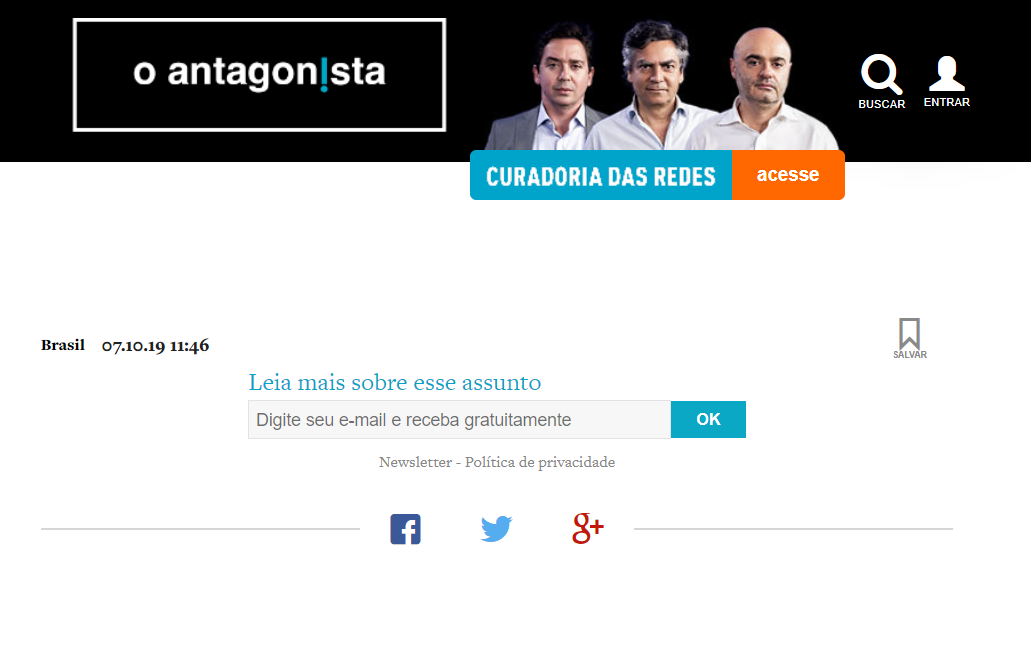 o antagon!sta
BUSCAR
ENTRAR
CURADORIA DAS REDES
acesse
Brasil 07.10.19 11:46
SALVAR
Leia mais sobre esse assunto
Digite seu e-mail e receba gratuitamente
OK
Newsletter - Política de privacidade
g+